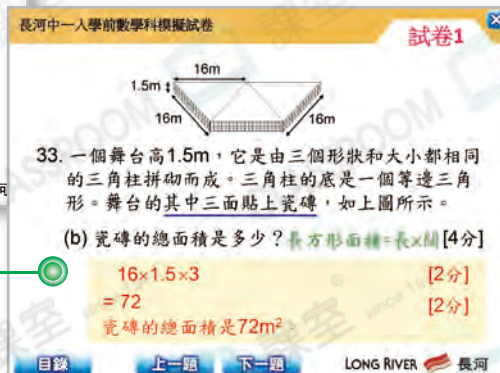 長河中一入學前數學科模擬試卷
試卷1
16m
1.5m
16m
16m
33. 一個舞台高1.5m，它是由三個形狀和大小都相同
的三角柱拼砌而成。三角柱的底是一個等邊三角
形。舞台的其中三面貼上瓷磚，如上圖所示。
(b) 瓷磚的總面積是多少？長方形面積=長×闊 [4分]
16×1.5×3 [2分]
= 72 [2分]
瓷磚的總面積是72m²。
目錄 上一題 下一題 LONG RIVER 長河